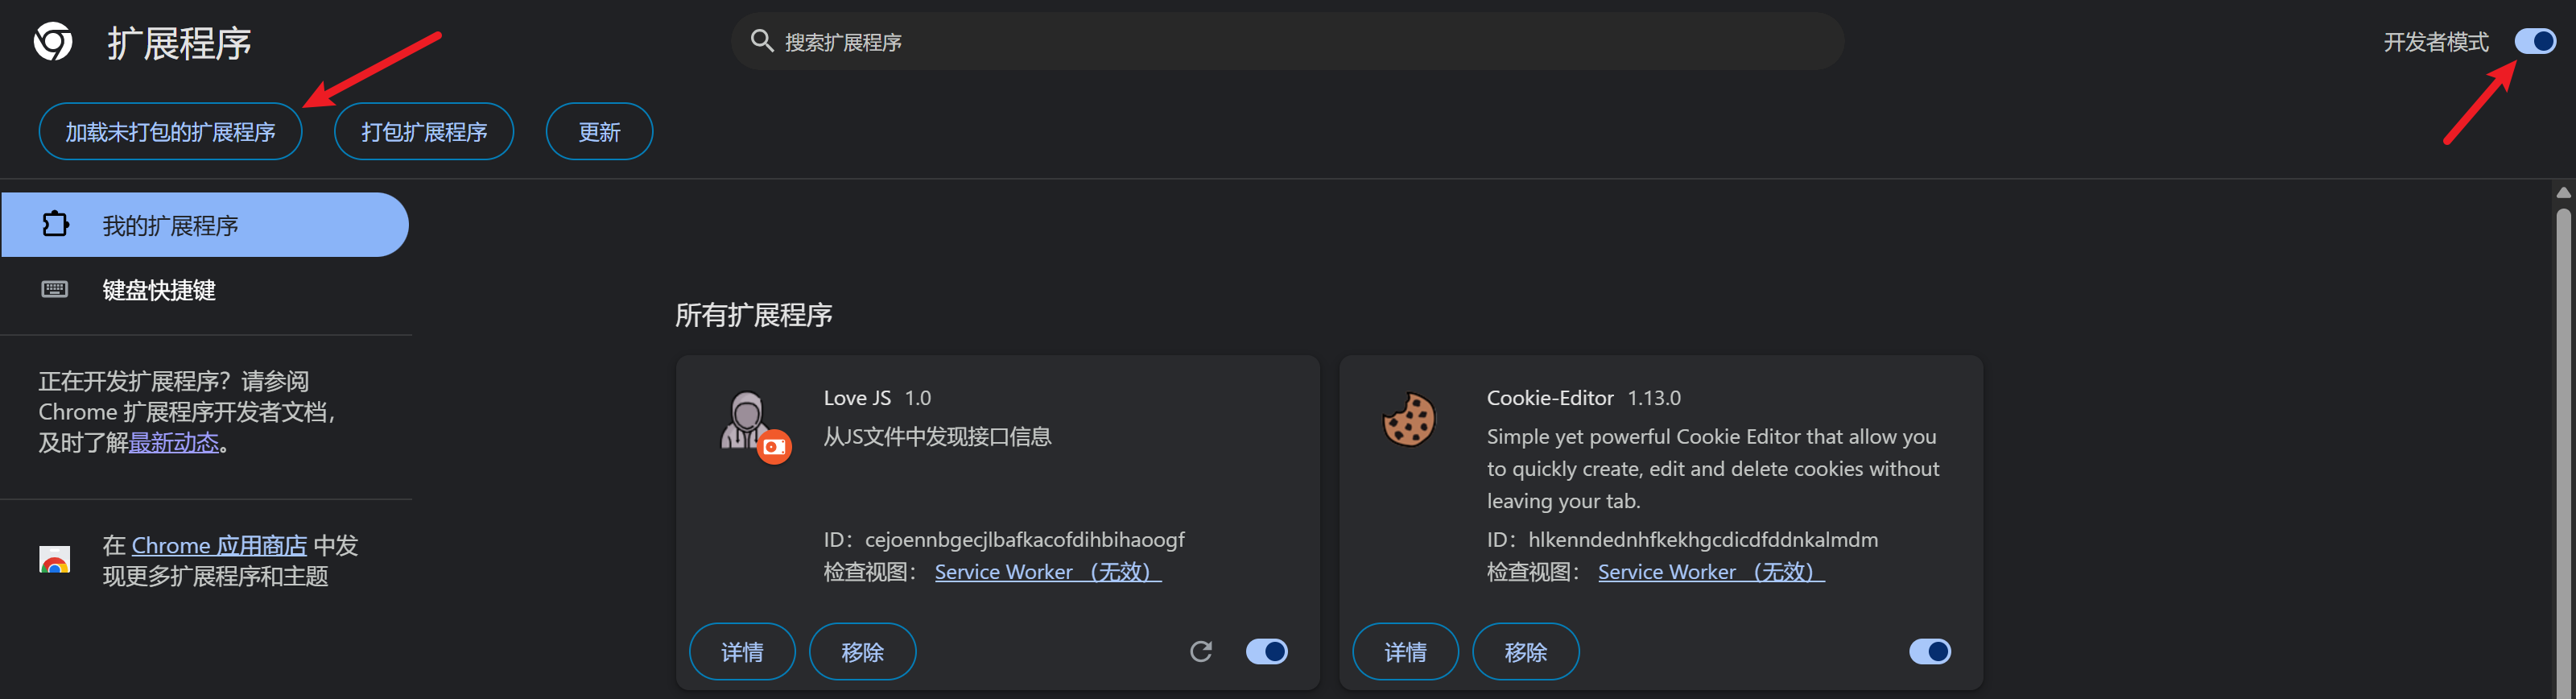 扩展程序
搜索扩展程序
开发者模式
加载未打包的扩展程序
打包扩展程序
更新
我的扩展程序
键盘快捷键
正在开发扩展程序？请参阅
Chrome 扩展程序开发者文档，
及时了解最新动态。
在 Chrome 应用商店 中发
现更多扩展程序和主题
所有扩展程序
Love JS 1.0
从JS文件中发现接口信息
ID：cejoennbgecjlbafkacofdihbihaoogf
检查视图： Service Worker （无效）
详情
移除
Cookie-Editor 1.13.0
Simple yet powerful Cookie Editor that allow you
to quickly create, edit and delete cookies without
leaving your tab.
ID：hlkenndednhfkekhgcdicdfddnkalmdm
检查视图： Service Worker （无效）
详情
移除